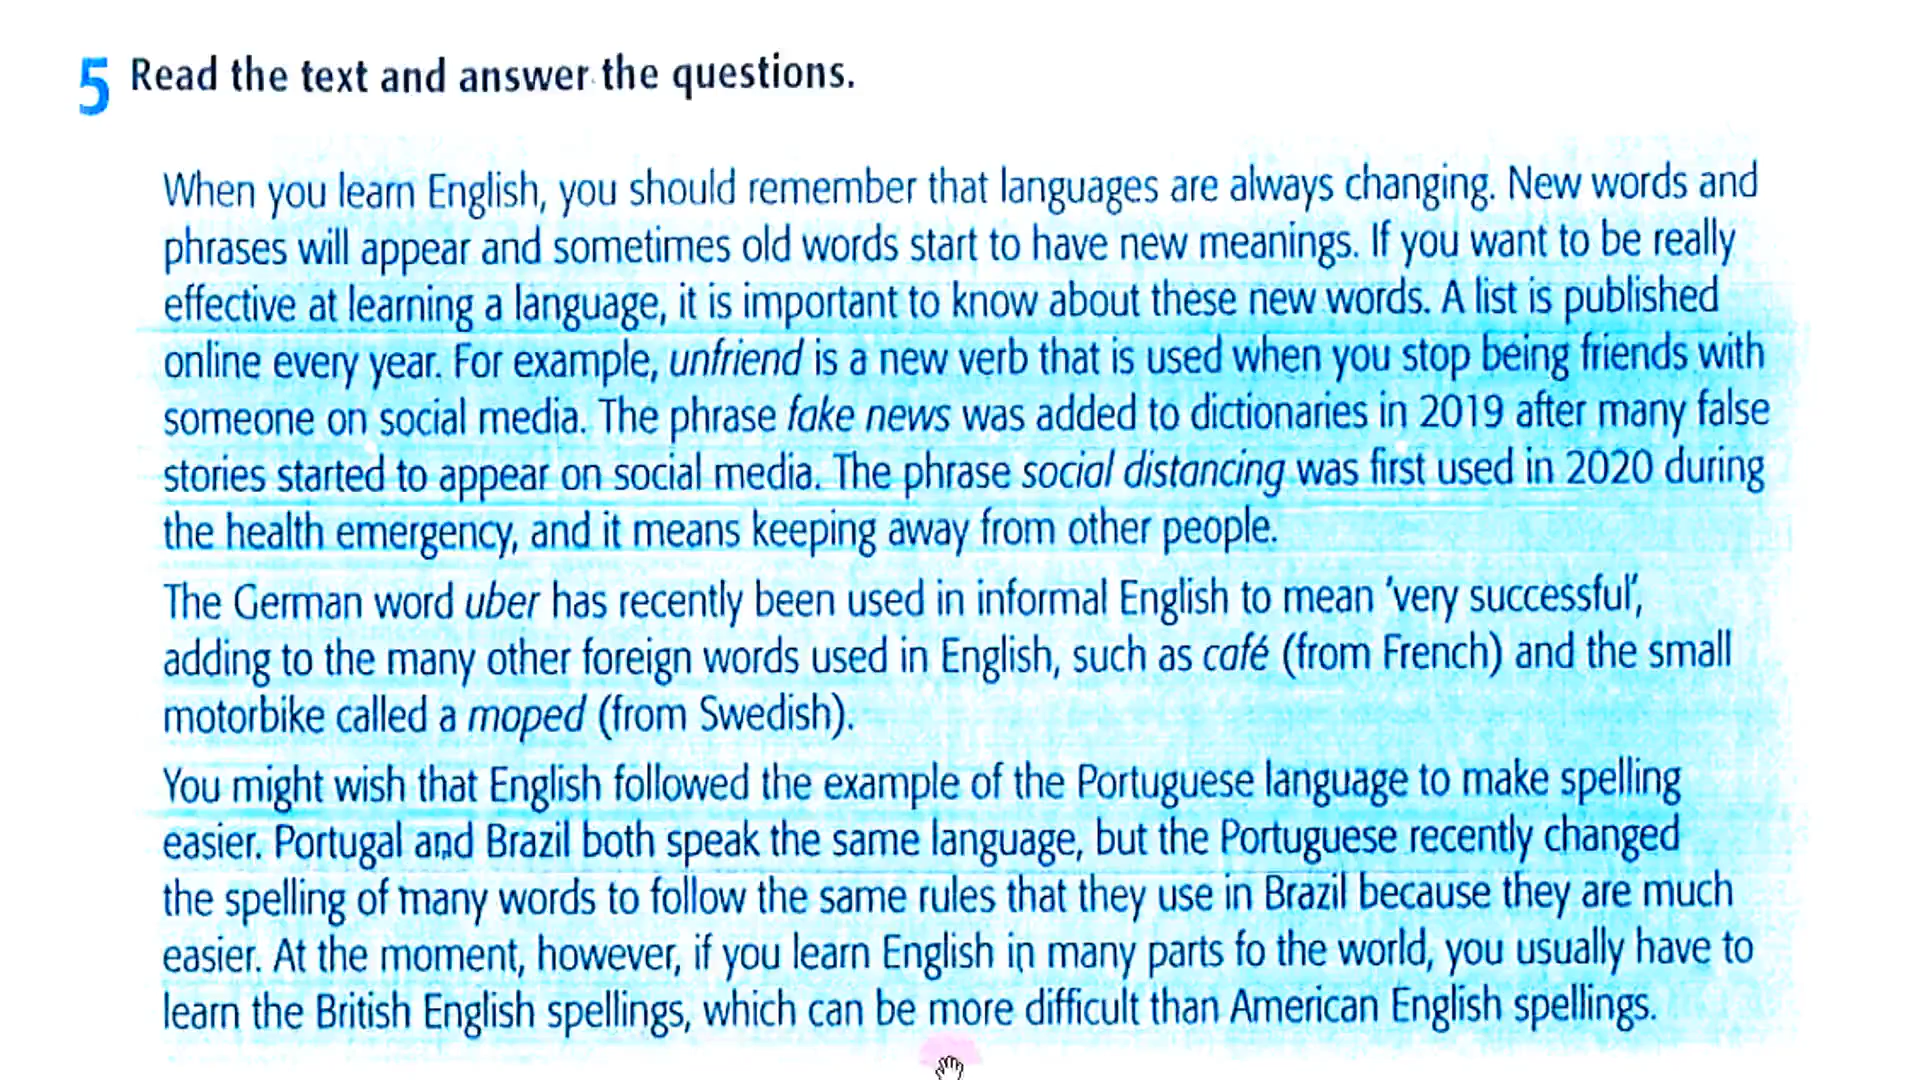 5 Read the text and answer the questions.
When you learn English, you should remember that languages are always changing. New words and
phrases will appear and sometimes old words start to have new meanings. If you want to be really
effective at learning a language, it is important to know about these new words. A list is published
online every year. For example, unfriend is a new verb that is used when you stop being friends with
someone on social media. The phrase fake news was added to dictionaries in 2019 after many false
stories started to appear on social media. The phrase social distancing was first used in 2020 during
the health emergency, and it means keeping away from other people.
The German word uber has recently been used in informal English to mean 'very successful',
adding to the many other foreign words used in English, such as café (from French) and the small
motorbike called a moped (from Swedish).
You might wish that English followed the example of the Portuguese language to make spelling
easier. Portugal and Brazil both speak the same language, but the Portuguese recently changed
the spelling of many words to follow the same rules that they use in Brazil because they are much
easier. At the moment, however, if you learn English in many parts fo the world, you usually have to
learn the British English spellings, which can be more difficult than American English spellings.